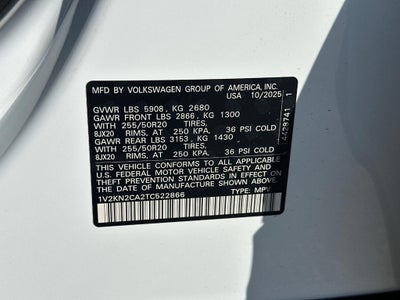 MFD BY VOLKSWAGEN GROUP OF AMERICA, INC.
USA 10/2025
GVWR LBS 5908, KG 2680
GAWR FRONT LBS 2866, KG 1300
WITH 255/50R20 TIRES,
8JX20 RIMS, AT 250 KPA, 36 PSI COLD
GAWR REAR LBS 3153, KG 1430
WITH 255/50R20 TIRES,
8JX20 RIMS, AT 250 KPA, 36 PSI COLD
THIS VEHICLE CONFORMS TO ALL APPLICABLE
U.S. FEDERAL MOTOR VEHICLE SAFETY
STANDARDS IN EFFECT ON THE DATE OF
MANUFACTURE SHOWN ABOVE.
1V2KN2CA2TC522866 TYPE: MPV